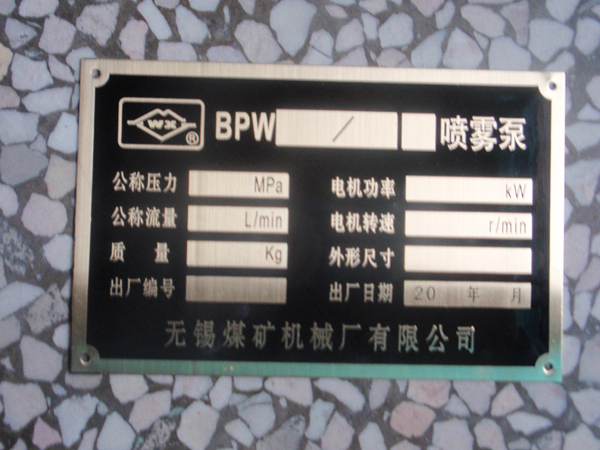 WX ® BPW / 喷雾泵
公称压力 MPa 电机功率 kW
公称流量 L/min 电机转速 r/min
质量 Kg 外形尺寸
出厂编号 出厂日期 20 年 月
无锡煤矿机械厂有限公司